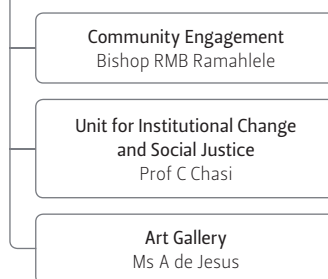 Community Engagement
Bishop RMB Ramahlele
Unit for Institutional Change
and Social Justice
Prof C Chasi
Art Gallery
Ms A de Jesus